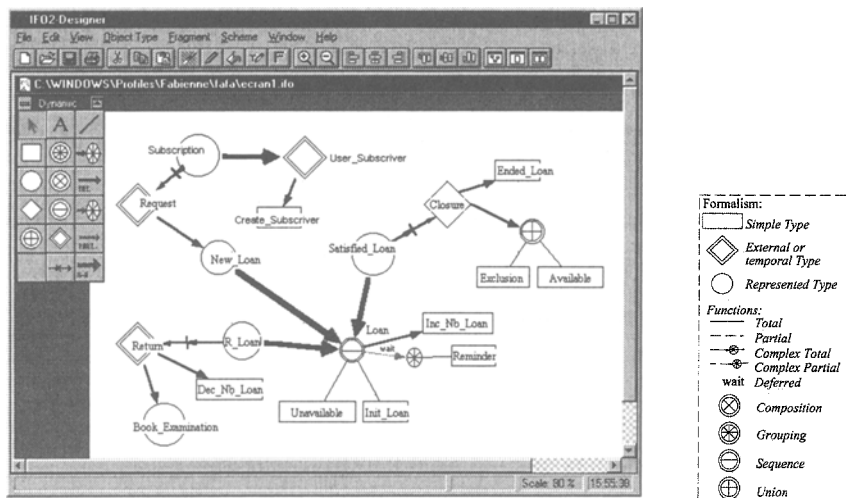 IFO2-Designer
File Edit View Object Type Fragment Scheme Window Help
C:\WINDOWS\Profiles\Fabienne\fafa\ecran1.ifo
Dynamic
A
Subscription
User_Subscriver
Request
Create_Subscriver
New_Loan
Ended_Loan
Closure
Satisfied_Loan
Exclusion
Available
Return
R_Loan
Loan
Inc_Nb_Loan
wait
Reminder
Dec_Nb_Loan
Unavailable
Init_Loan
Book_Examination
Scale: 80 %
15:55:38
Formalism:
Simple Type
External or
temporal Type
Represented Type
Functions:
Total
Partial
Complex Total
Complex Partial
wait Deferred
Composition
Grouping
Sequence
Union